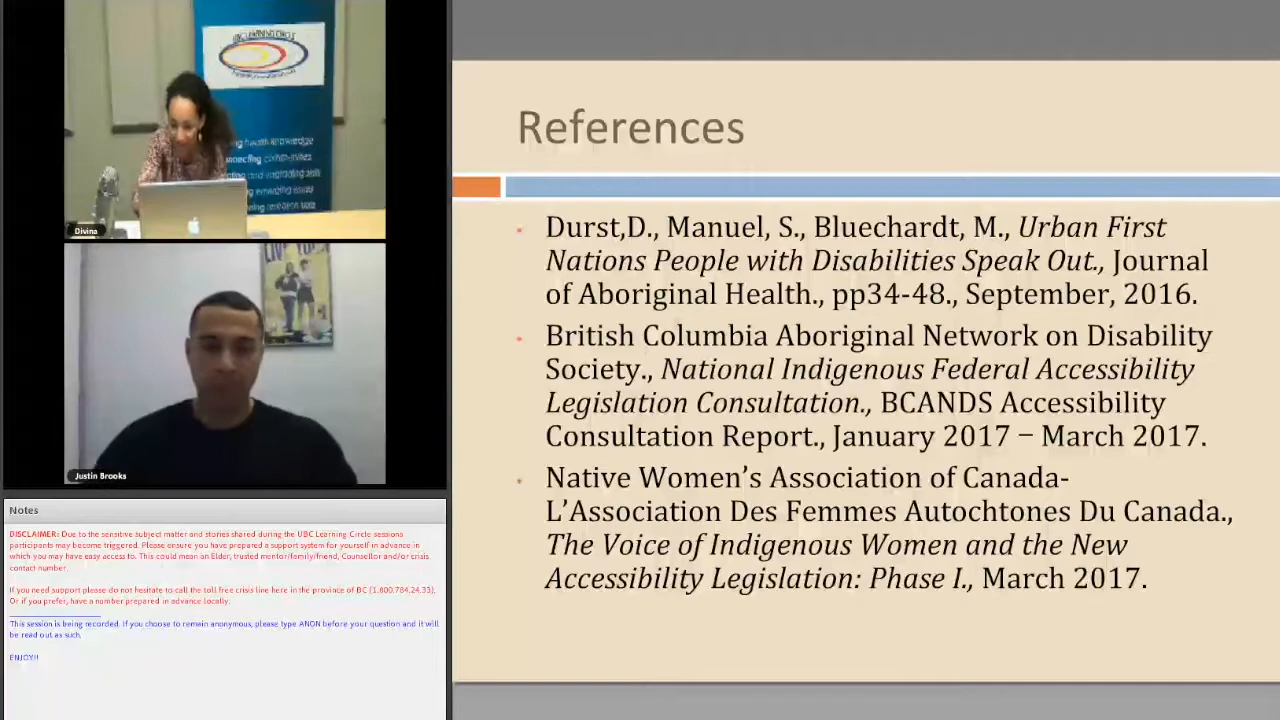 UBC LEARNING CIRCLE
health knowledge
Divina
LIVE YOU
Justin Brooks
Notes
DISCLAIMER: Due to the sensitive subject matter and stories shared during the UBC Learning Circle sessions
participants may become triggered. Please ensure you have prepared a support system for yourself in advance in
which you may have easy access to. This could mean an Elder, trusted mentor/family/friend, Counsellor and/or crisis
contact number.
If you need support please do not hesitate to call the toll free crisis line here in the province of BC (1.800.784.24.33).
Or if you prefer, have a number prepared in advance locally.
This session is being recorded. If you choose to remain anonymous, please type ANON before your question and it will
be read out as such.
ENJOY!!
References
Durst,D., Manuel, S., Bluechardt, M., Urban First
Nations People with Disabilities Speak Out., Journal
of Aboriginal Health., pp34-48., September, 2016.
British Columbia Aboriginal Network on Disability
Society., National Indigenous Federal Accessibility
Legislation Consultation., BCANDS Accessibility
Consultation Report., January 2017 – March 2017.
Native Women's Association of Canada-
L'Association Des Femmes Autochtones Du Canada.,
The Voice of Indigenous Women and the New
Accessibility Legislation: Phase I., March 2017.